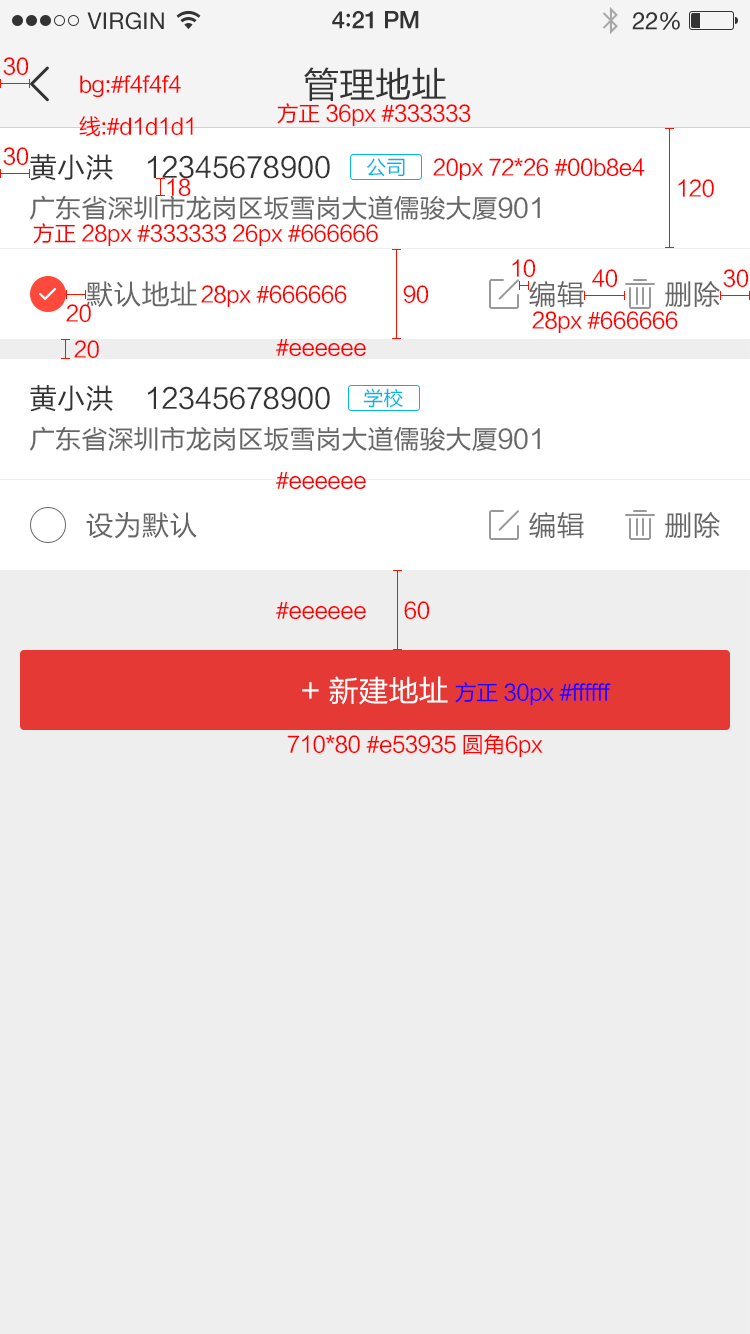 VIRGIN 4:21 PM 22%
30 bg:#f4f4f4 管理地址
线:#d1d1d1 方正 36px #333333
30 黄小洪 12345678900 公司 20px 72*26 #00b8e4
18 120
广东省深圳市龙岗区坂雪岗大道儒骏大厦901
方正 28px #333333 26px #666666
10 40 30
默认地址 28px #666666 90 编辑 删除
20 28px #666666
20 #eeeeee
黄小洪 12345678900 学校
广东省深圳市龙岗区坂雪岗大道儒骏大厦901
#eeeeee
设为默认 编辑 删除
#eeeeee 60
+ 新建地址 方正 30px #ffffff
710*80 #e53935 圆角6px